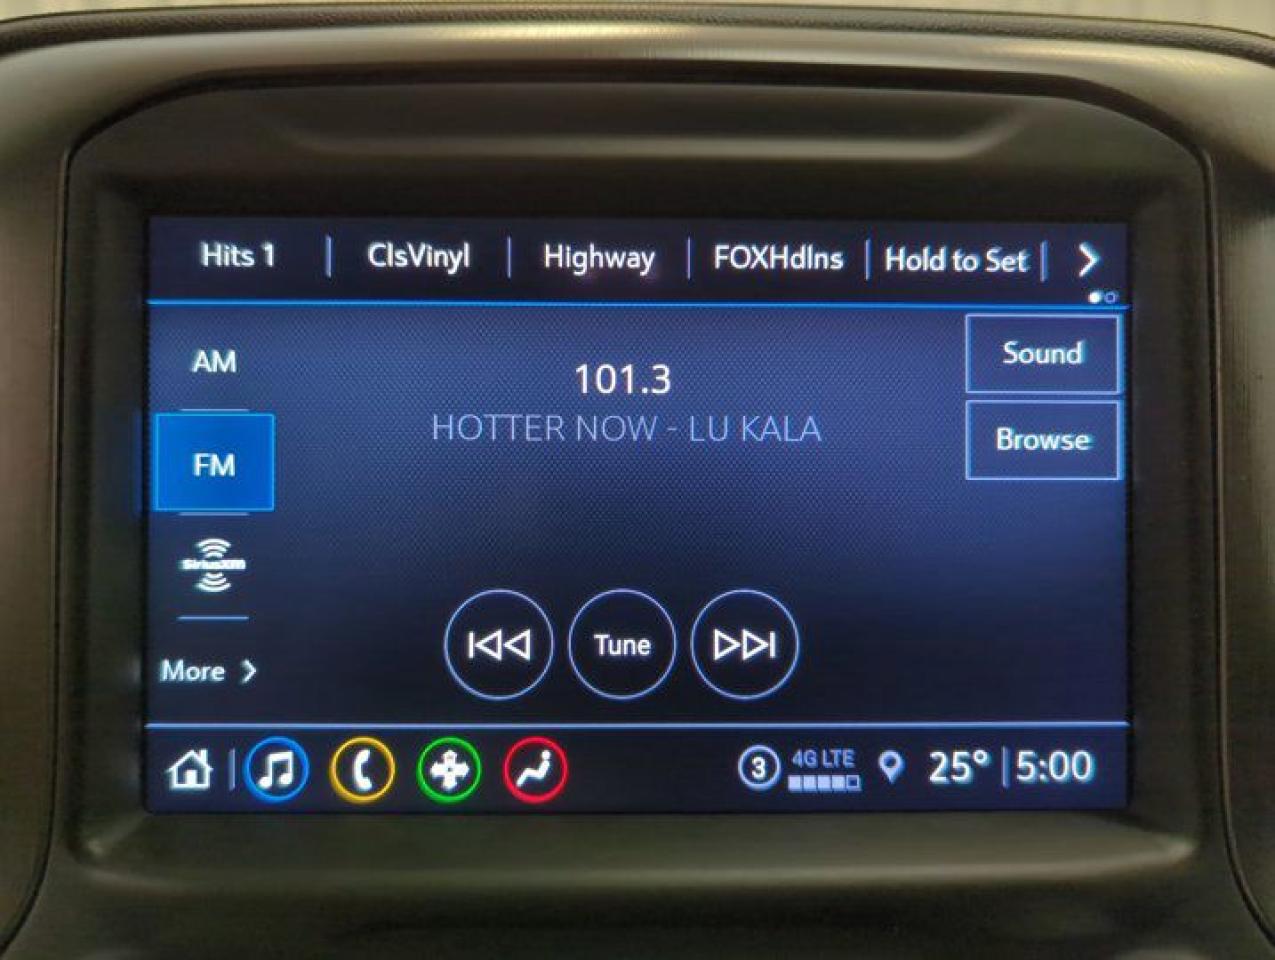 Hits 1 ClsVinyl Highway FOXHdlns Hold to Set
AM
101.3
Sound
HOTTER NOW - LU KALA
Browse
FM
SiriusXM
Tune
More
3 4G LTE 25° 5:00